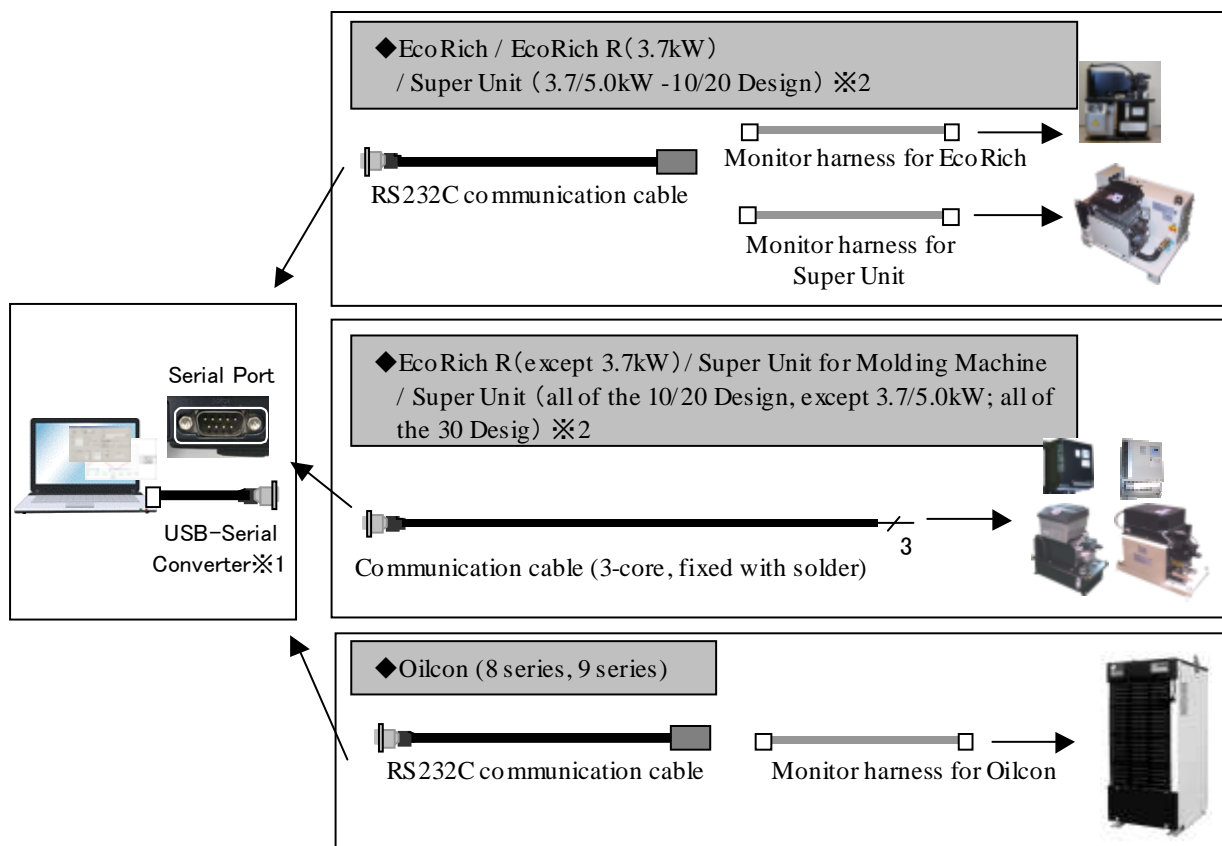 ◆EcoRich / EcoRich R（3.7kW）
/ Super Unit（3.7/5.0kW -10/20 Design）※2
RS232C communication cable
Monitor harness for EcoRich
Monitor harness for
Super Unit
Serial Port
USB-Serial
Converter※1
◆EcoRich R（except 3.7kW）/ Super Unit for Molding Machine
/ Super Unit（all of the 10/20 Design, except 3.7/5.0kW; all of
the 30 Desig）※2
3
Communication cable (3-core, fixed with solder)
◆Oilcon (8 series, 9 series)
RS232C communication cable
Monitor harness for Oilcon